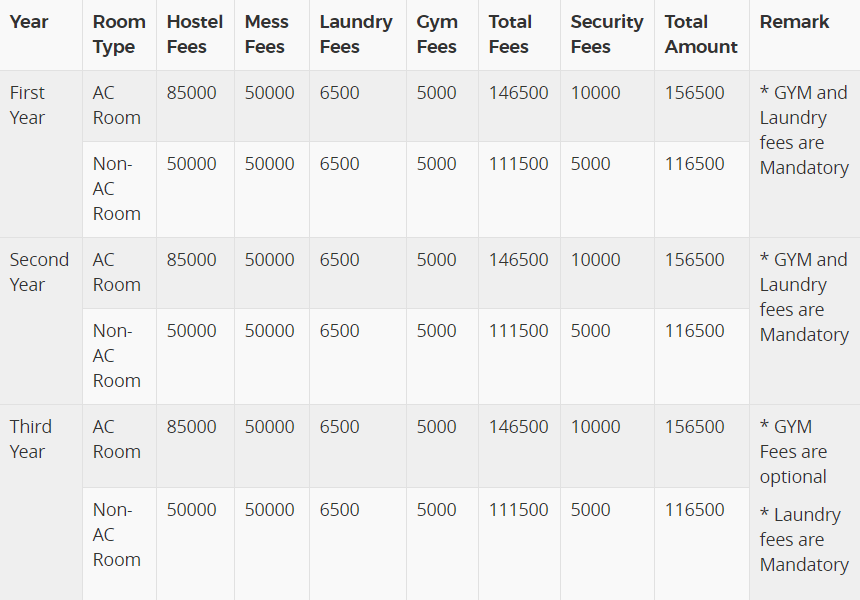 Year Room Type Hostel Fees Mess Fees Laundry Fees Gym Fees Total Fees Security Fees Total Amount Remark
First Year AC Room 85000 50000 6500 5000 146500 10000 156500 * GYM and Laundry fees are Mandatory
Non-AC Room 50000 50000 6500 5000 111500 5000 116500
Second Year AC Room 85000 50000 6500 5000 146500 10000 156500 * GYM and Laundry fees are Mandatory
Non-AC Room 50000 50000 6500 5000 111500 5000 116500
Third Year AC Room 85000 50000 6500 5000 146500 10000 156500 * GYM Fees are optional
Non-AC Room 50000 50000 6500 5000 111500 5000 116500 * Laundry fees are Mandatory